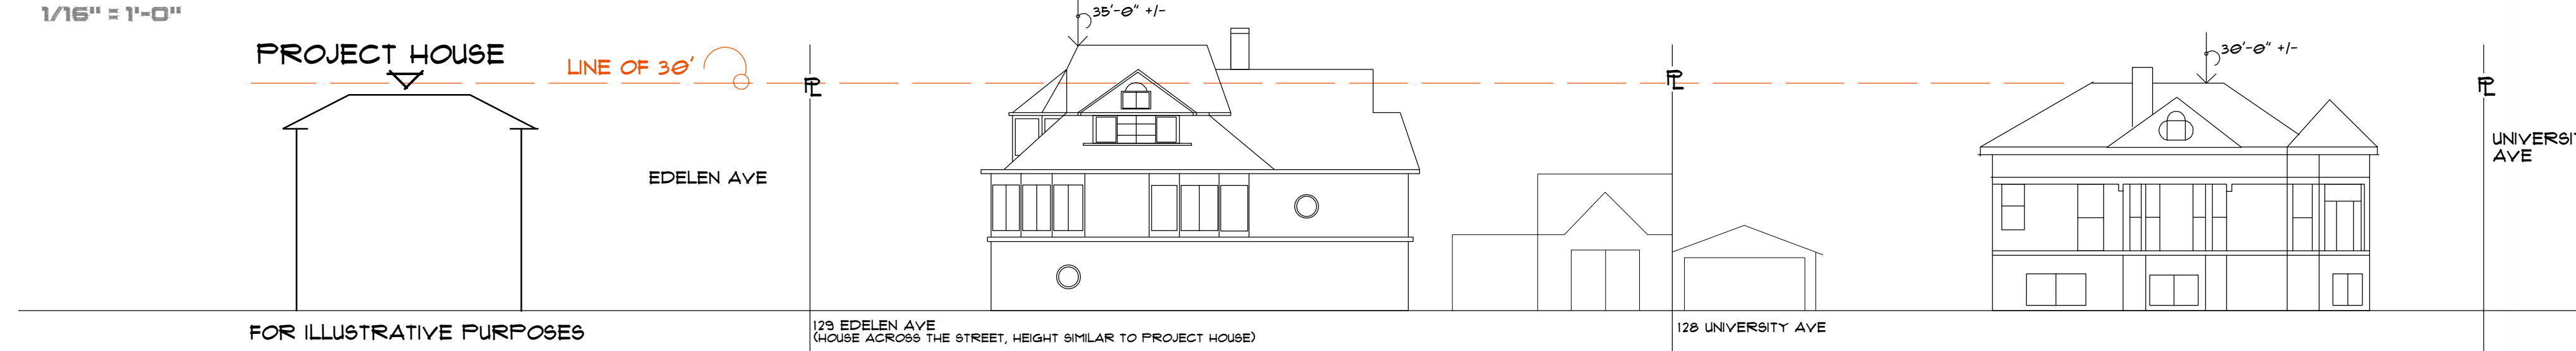 1/16" = 1'-0"
PROJECT HOUSE
LINE OF 30'
35'-0" +/-
30'-0" +/-
PL
PL
PL
EDELEN AVE
UNIVERSI
AVE
FOR ILLUSTRATIVE PURPOSES
129 EDELEN AVE
(HOUSE ACROSS THE STREET, HEIGHT SIMILAR TO PROJECT HOUSE)
128 UNIVERSITY AVE